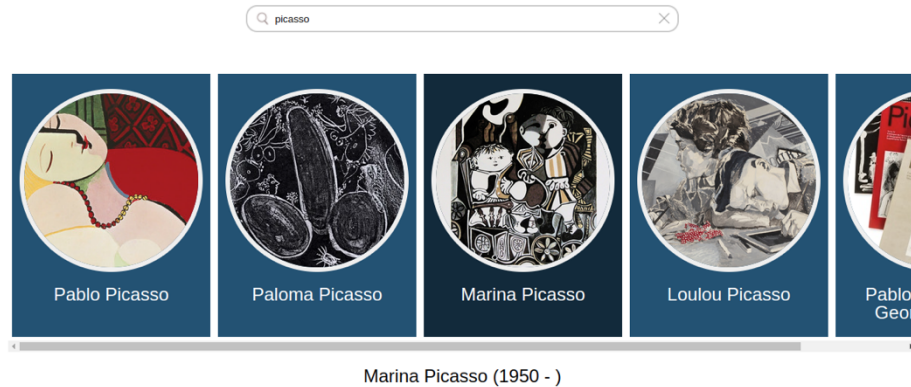 picasso
Pablo Picasso
Paloma Picasso
Marina Picasso
Loulou Picasso
Pablo
Geor
Marina Picasso (1950 - )